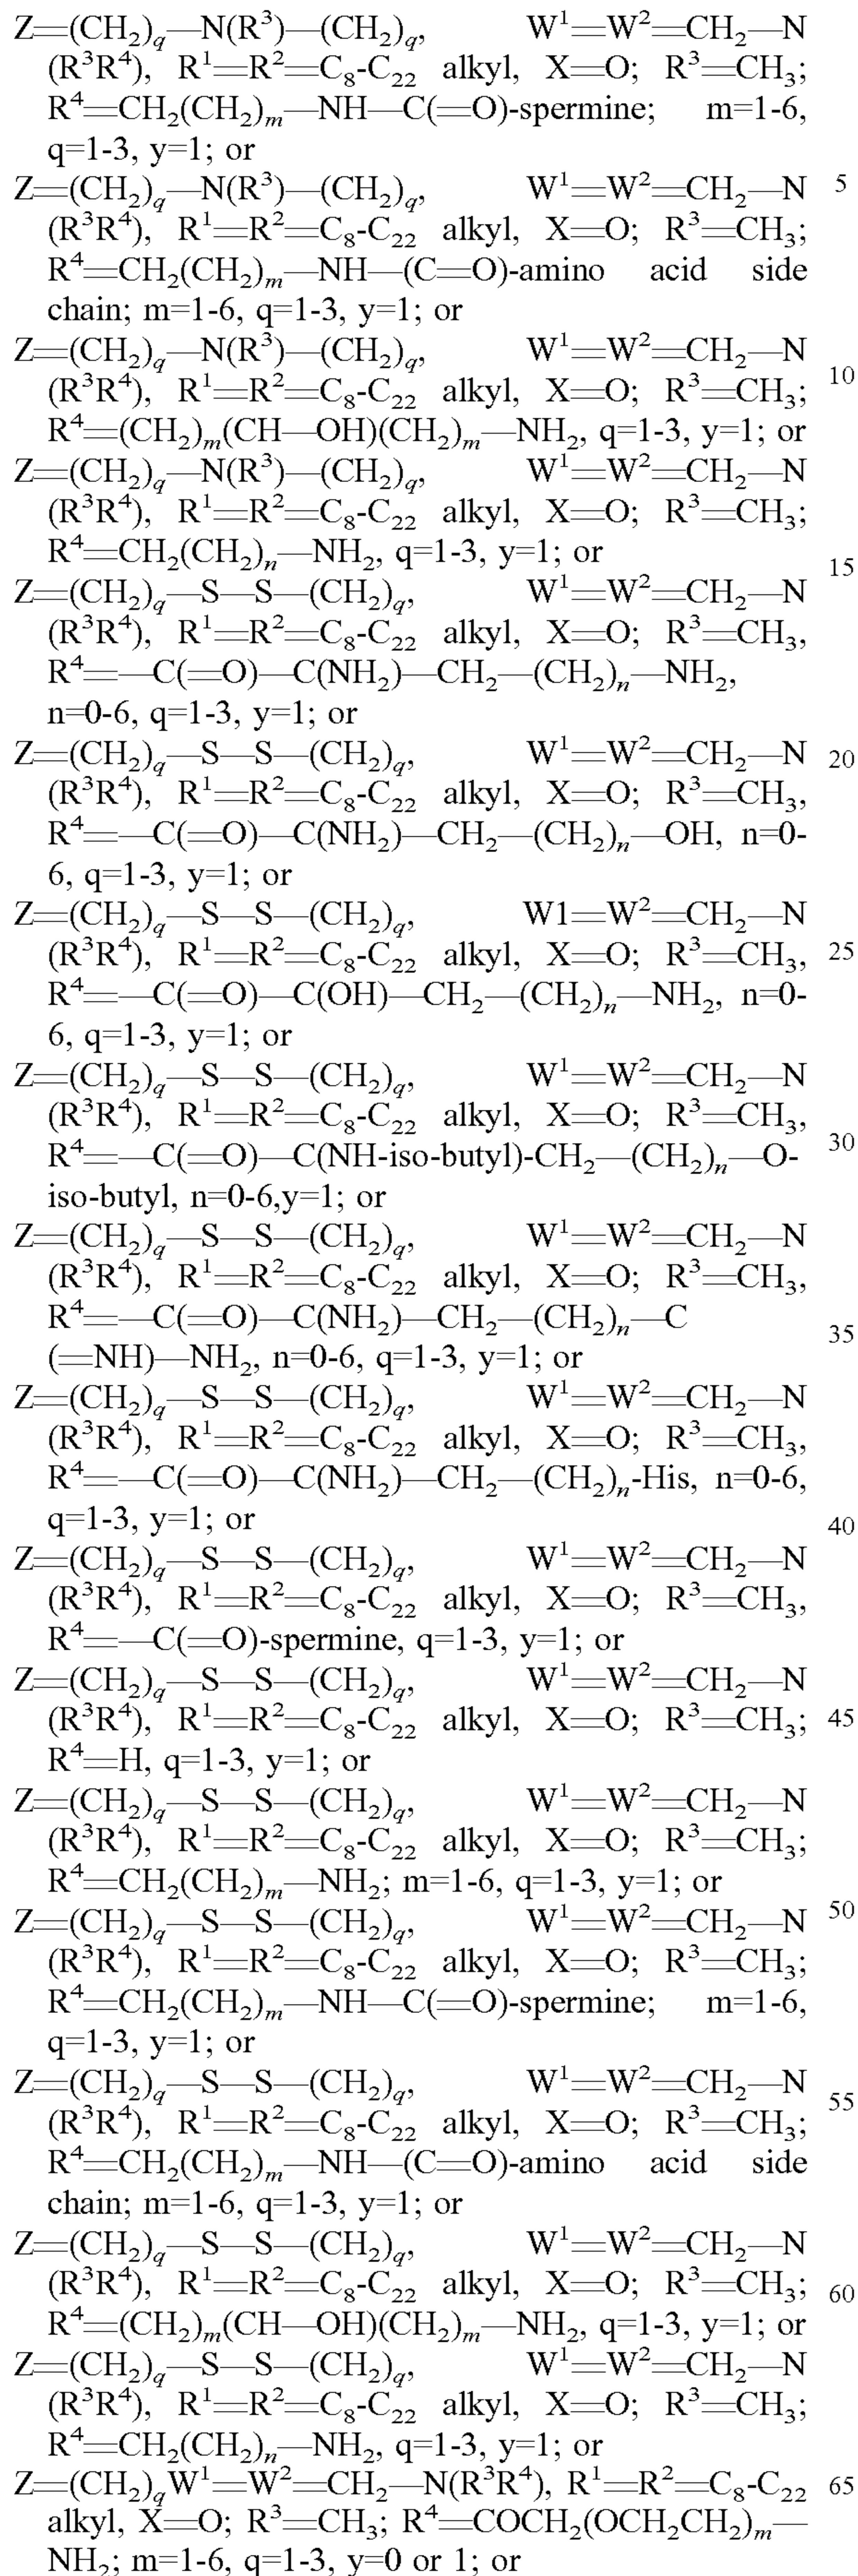 Z=(CH₂)q—N(R³)—(CH₂)q, W¹=W²=CH₂—N
(R³R⁴), R¹=R²=C₈-C₂₂ alkyl, X=O; R³=CH₃;
R⁴=CH₂(CH₂)m—NH—C(=O)-spermine; m=1-6,
q=1-3, y=1; or
Z=(CH₂)q—N(R³)—(CH₂)q, W¹=W²=CH₂—N 5
(R³R⁴), R¹=R²=C₈-C₂₂ alkyl, X=O; R³=CH₃;
R⁴=CH₂(CH₂)m—NH—(C=O)-amino acid side
chain; m=1-6, q=1-3, y=1; or
Z=(CH₂)q—N(R³)—(CH₂)q, W¹=W²=CH₂—N
(R³R⁴), R¹=R²=C₈-C₂₂ alkyl, X=O; R³=CH₃; 10
R⁴=(CH₂)m(CH—OH)(CH₂)m—NH₂, q=1-3, y=1; or
Z=(CH₂)q—N(R³)—(CH₂)q, W¹=W²=CH₂—N
(R³R⁴), R¹=R²=C₈-C₂₂ alkyl, X=O; R³=CH₃;
R⁴=CH₂(CH₂)n—NH₂, q=1-3, y=1; or 15
Z=(CH₂)q—S—S—(CH₂)q, W¹=W²=CH₂—N
(R³R⁴), R¹=R²=C₈-C₂₂ alkyl, X=O; R³=CH₃,
R⁴=—C(=O)—C(NH₂)—CH₂—(CH₂)n—NH₂,
n=0-6, q=1-3, y=1; or
Z=(CH₂)q—S—S—(CH₂)q, W¹=W²=CH₂—N 20
(R³R⁴), R¹=R²=C₈-C₂₂ alkyl, X=O; R³=CH₃,
R⁴=—C(=O)—C(NH₂)—CH₂—(CH₂)n—OH, n=0-
6, q=1-3, y=1; or
Z=(CH₂)q—S—S—(CH₂)q, W1=W²=CH₂—N
(R³R⁴), R¹=R²=C₈-C₂₂ alkyl, X=O; R³=CH₃, 25
R⁴=—C(=O)—C(OH)—CH₂—(CH₂)n—NH₂, n=0-
6, q=1-3, y=1; or
Z=(CH₂)q—S—S—(CH₂)q, W¹=W²=CH₂—N
(R³R⁴), R¹=R²=C₈-C₂₂ alkyl, X=O; R³=CH₃,
R⁴=—C(=O)—C(NH-iso-butyl)-CH₂—(CH₂)n—O- 30
iso-butyl, n=0-6,y=1; or
Z=(CH₂)q—S—S—(CH₂)q, W¹=W²=CH₂—N
(R³R⁴), R¹=R²=C₈-C₂₂ alkyl, X=O; R³=CH₃,
R⁴=—C(=O)—C(NH₂)—CH₂—(CH₂)n—C 35
(=NH)—NH₂, n=0-6, q=1-3, y=1; or
Z=(CH₂)q—S—S—(CH₂)q, W¹=W²=CH₂—N
(R³R⁴), R¹=R²=C₈-C₂₂ alkyl, X=O; R³=CH₃,
R⁴=—C(=O)—C(NH₂)—CH₂—(CH₂)n-His, n=0-6,
q=1-3, y=1; or 40
Z=(CH₂)q—S—S—(CH₂)q, W¹=W²=CH₂—N
(R³R⁴), R¹=R²=C₈-C₂₂ alkyl, X=O; R³=CH₃,
R⁴=—C(=O)-spermine, q=1-3, y=1; or
Z=(CH₂)q—S—S—(CH₂)q, W¹=W²=CH₂—N
(R³R⁴), R¹=R²=C₈-C₂₂ alkyl, X=O; R³=CH₃; 45
R⁴=H, q=1-3, y=1; or
Z=(CH₂)q—S—S—(CH₂)q, W¹=W²=CH₂—N
(R³R⁴), R¹=R²=C₈-C₂₂ alkyl, X=O; R³=CH₃;
R⁴=CH₂(CH₂)m—NH₂; m=1-6, q=1-3, y=1; or
Z=(CH₂)q—S—S—(CH₂)q, W¹=W²=CH₂—N 50
(R³R⁴), R¹=R²=C₈-C₂₂ alkyl, X=O; R³=CH₃;
R⁴=CH₂(CH₂)m—NH—C(=O)-spermine; m=1-6,
q=1-3, y=1; or
Z=(CH₂)q—S—S—(CH₂)q, W¹=W²=CH₂—N 55
(R³R⁴), R¹=R²=C₈-C₂₂ alkyl, X=O; R³=CH₃;
R⁴=CH₂(CH₂)m—NH—(C=O)-amino acid side
chain; m=1-6, q=1-3, y=1; or
Z=(CH₂)q—S—S—(CH₂)q, W¹=W²=CH₂—N
(R³R⁴), R¹=R²=C₈-C₂₂ alkyl, X=O; R³=CH₃; 60
R⁴=(CH₂)m(CH—OH)(CH₂)m—NH₂, q=1-3, y=1; or
Z=(CH₂)q—S—S—(CH₂)q, W¹=W²=CH₂—N
(R³R⁴), R¹=R²=C₈-C₂₂ alkyl, X=O; R³=CH₃;
R⁴=CH₂(CH₂)n—NH₂, q=1-3, y=1; or
Z=(CH₂)qW¹=W²=CH₂—N(R³R⁴), R¹=R²=C₈-C₂₂ 65
alkyl, X=O; R³=CH₃; R⁴=COCH₂(OCH₂CH₂)m—
NH₂; m=1-6, q=1-3, y=0 or 1; or